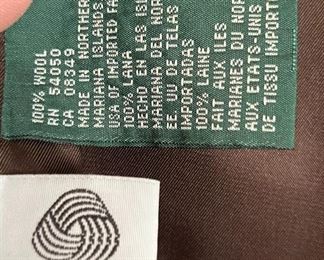 100% WOOL
RN 54050
CA 08349
MADE IN NORTHERN
MARIANA ISLANDS,
USA OF IMPORTED FA
100% LANA
HECHO EN LAS IS
MARIANA DEL NOR
EE. UU DE TELAS
IMPORTADAS
100% LAINE
FAIT AUX ILES
MARIANES DU NOR
AUX ETATS-UNIS
DE TISSU IMPORT